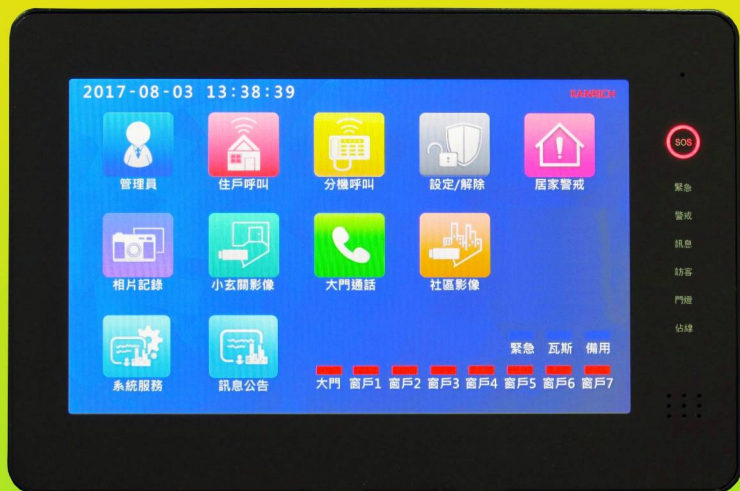 2017-08-03 13:38:39
KANRICH
管理員 住戶呼叫 分機呼叫 設定/解除 居家警戒
相片記錄 小玄關影像 大門通話 社區影像
系統服務 訊息公告
緊急 瓦斯 備用
大門 窗戶1 窗戶2 窗戶3 窗戶4 窗戶5 窗戶6 窗戶7
SOS
緊急
警戒
訊息
訪客
門燈
佔線